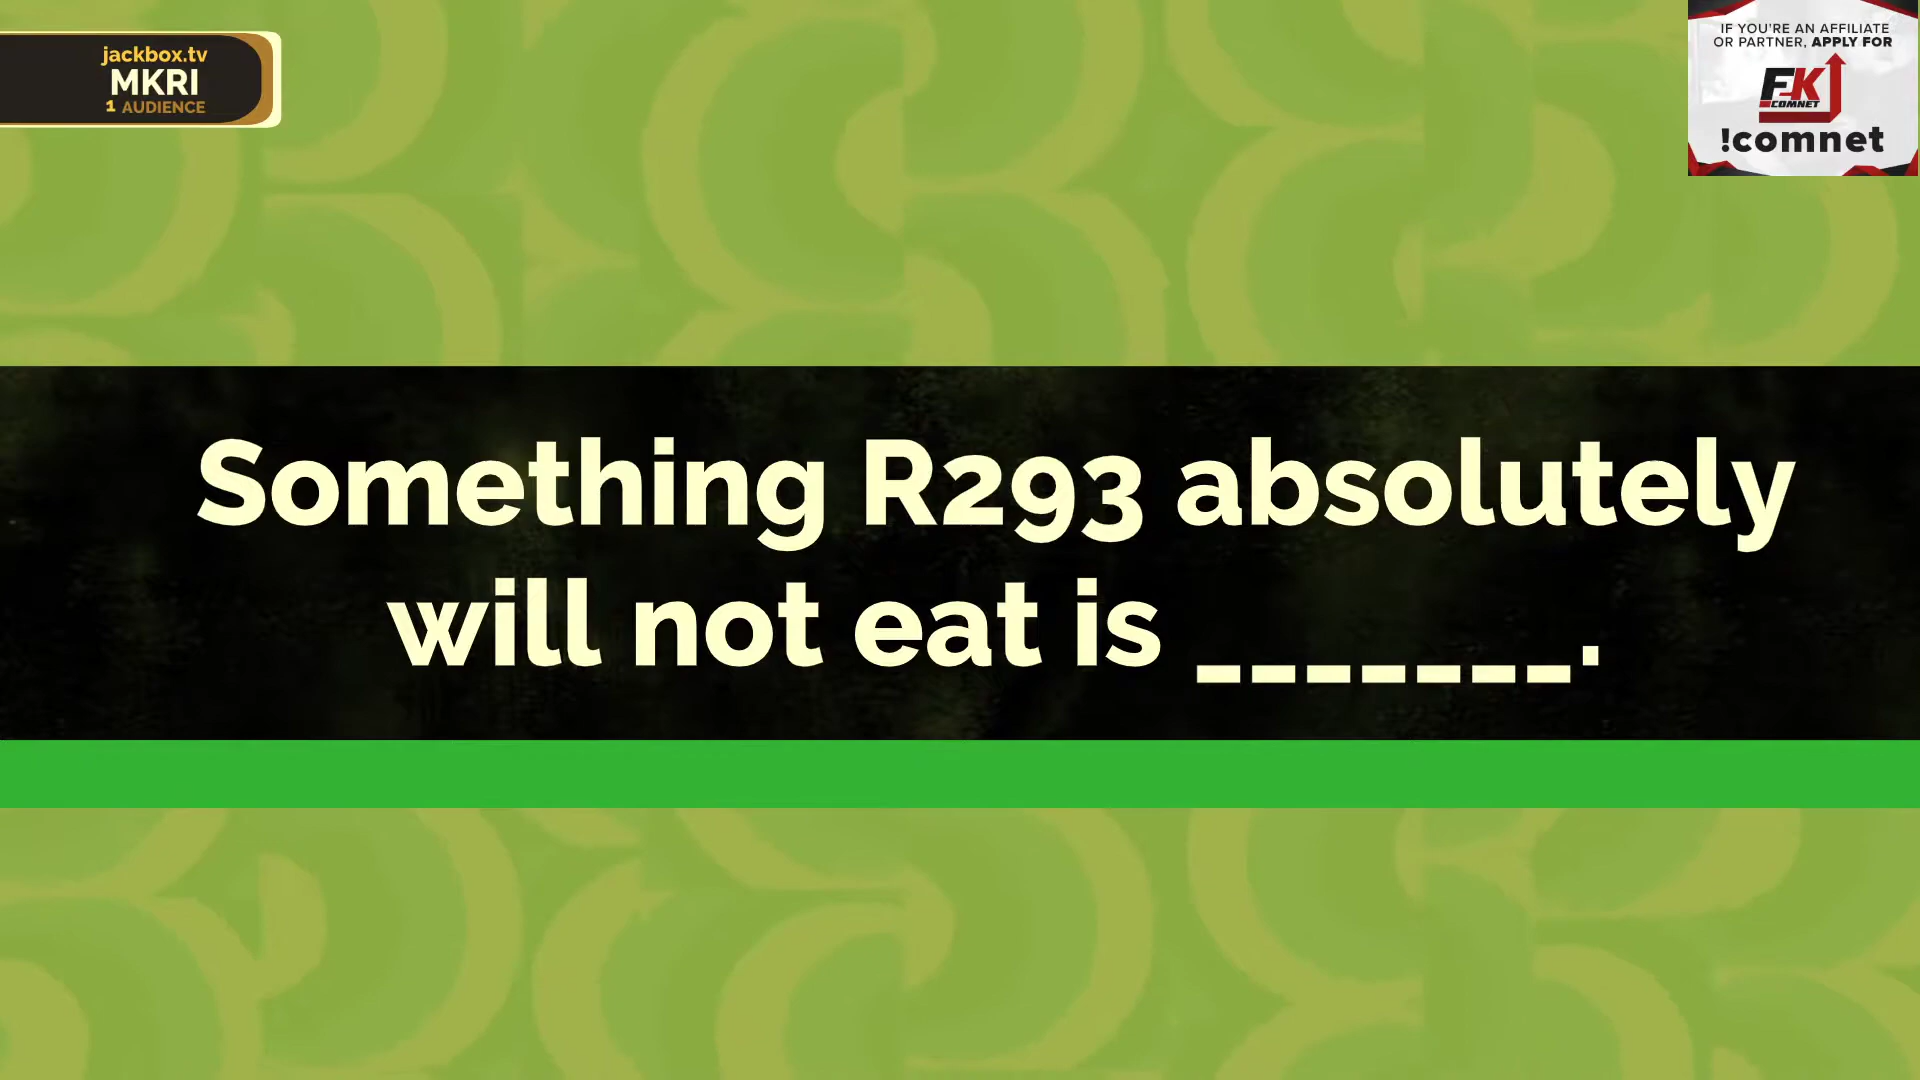 jackbox.tv
MKRI
1 AUDIENCE
IF YOU'RE AN AFFILIATE
OR PARTNER, APPLY FOR
FK
COMNET
!comnet
Something R293 absolutely
will not eat is _______.